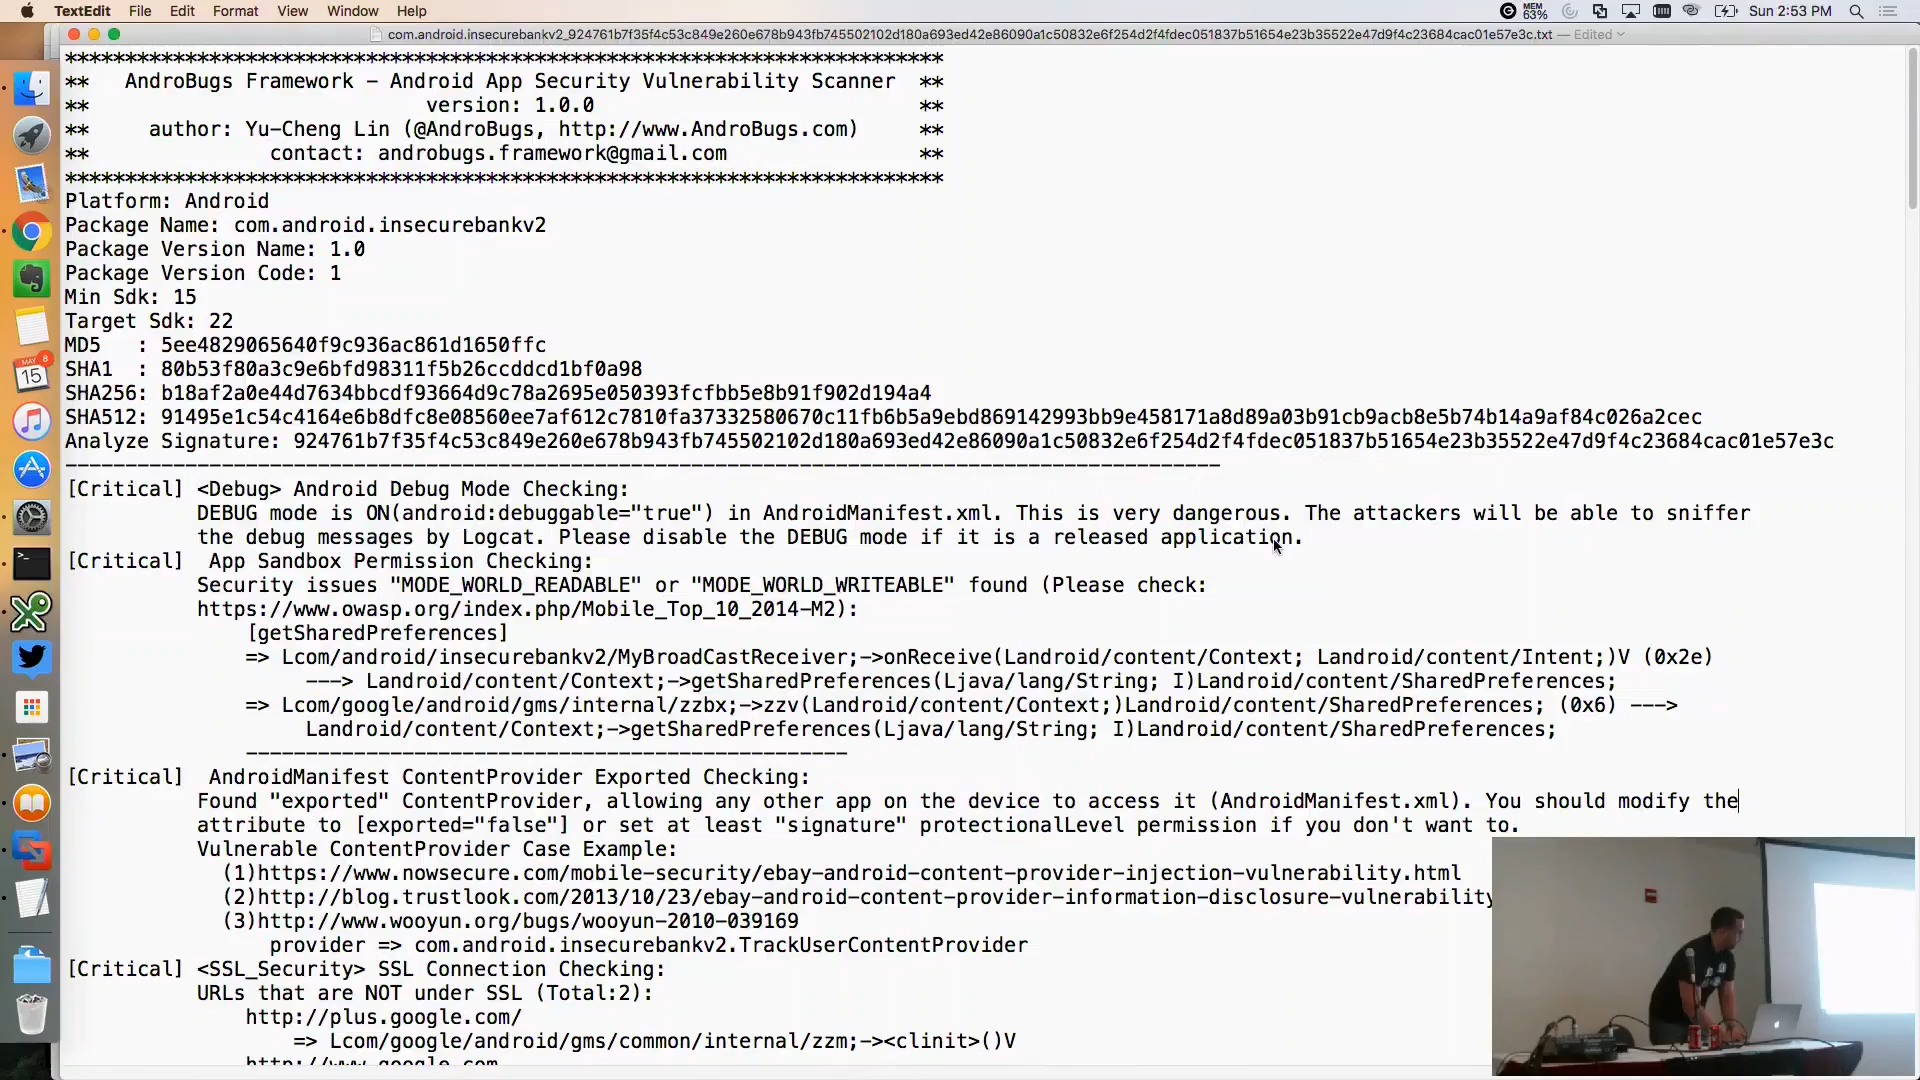 TextEdit File Edit Format View Window Help MEM 63% Sun 2:53 PM
com.android.insecurebankv2_924761b7f35f4c53c849e260e678b943fb745502102d180a693ed42e86090a1c50832e6f254d2f4fdec051837b51654e23b35522e47d9f4c23684cac01e57e3c.txt — Edited
*************************************************************************
** AndroBugs Framework - Android App Security Vulnerability Scanner **
** version: 1.0.0 **
** author: Yu-Cheng Lin (@AndroBugs, http://www.AndroBugs.com) **
** contact: androbugs.framework@gmail.com **
*************************************************************************
Platform: Android
Package Name: com.android.insecurebankv2
Package Version Name: 1.0
Package Version Code: 1
Min Sdk: 15
Target Sdk: 22
MD5 : 5ee4829065640f9c936ac861d1650ffc
SHA1 : 80b53f80a3c9e6bfd98311f5b26ccddcd1bf0a98
SHA256: b18af2a0e44d7634bbcdf93664d9c78a2695e050393fcfbb5e8b91f902d194a4
SHA512: 91495e1c54c4164e6b8dfc8e08560ee7af612c7810fa37332580670c11fb6b5a9ebd869142993bb9e458171a8d89a03b91cb9acb8e5b74b14a9af84c026a2cec
Analyze Signature: 924761b7f35f4c53c849e260e678b943fb745502102d180a693ed42e86090a1c50832e6f254d2f4fdec051837b51654e23b35522e47d9f4c23684cac01e57e3c
------------------------------------------------------------------------------------------------
[Critical] <Debug> Android Debug Mode Checking:
DEBUG mode is ON(android:debuggable="true") in AndroidManifest.xml. This is very dangerous. The attackers will be able to sniffer
the debug messages by Logcat. Please disable the DEBUG mode if it is a released application.
[Critical] App Sandbox Permission Checking:
Security issues "MODE_WORLD_READABLE" or "MODE_WORLD_WRITEABLE" found (Please check:
https://www.owasp.org/index.php/Mobile_Top_10_2014-M2):
[getSharedPreferences]
=> Lcom/android/insecurebankv2/MyBroadCastReceiver;->onReceive(Landroid/content/Context; Landroid/content/Intent;)V (0x2e)
---> Landroid/content/Context;->getSharedPreferences(Ljava/lang/String; I)Landroid/content/SharedPreferences;
=> Lcom/google/android/gms/internal/zzbx;->zzv(Landroid/content/Context;)Landroid/content/SharedPreferences; (0x6) --->
Landroid/content/Context;->getSharedPreferences(Ljava/lang/String; I)Landroid/content/SharedPreferences;
--------------------------------------------------
[Critical] AndroidManifest ContentProvider Exported Checking:
Found "exported" ContentProvider, allowing any other app on the device to access it (AndroidManifest.xml). You should modify the
attribute to [exported="false"] or set at least "signature" protectionalLevel permission if you don't want to.
Vulnerable ContentProvider Case Example:
(1)https://www.nowsecure.com/mobile-security/ebay-android-content-provider-injection-vulnerability.html
(2)http://blog.trustlook.com/2013/10/23/ebay-android-content-provider-information-disclosure-vulnerability
(3)http://www.wooyun.org/bugs/wooyun-2010-039169
provider => com.android.insecurebankv2.TrackUserContentProvider
[Critical] <SSL_Security> SSL Connection Checking:
URLs that are NOT under SSL (Total:2):
http://plus.google.com/
=> Lcom/google/android/gms/common/internal/zzm;-><clinit>()V
http://www.google.com
MAY
8
15